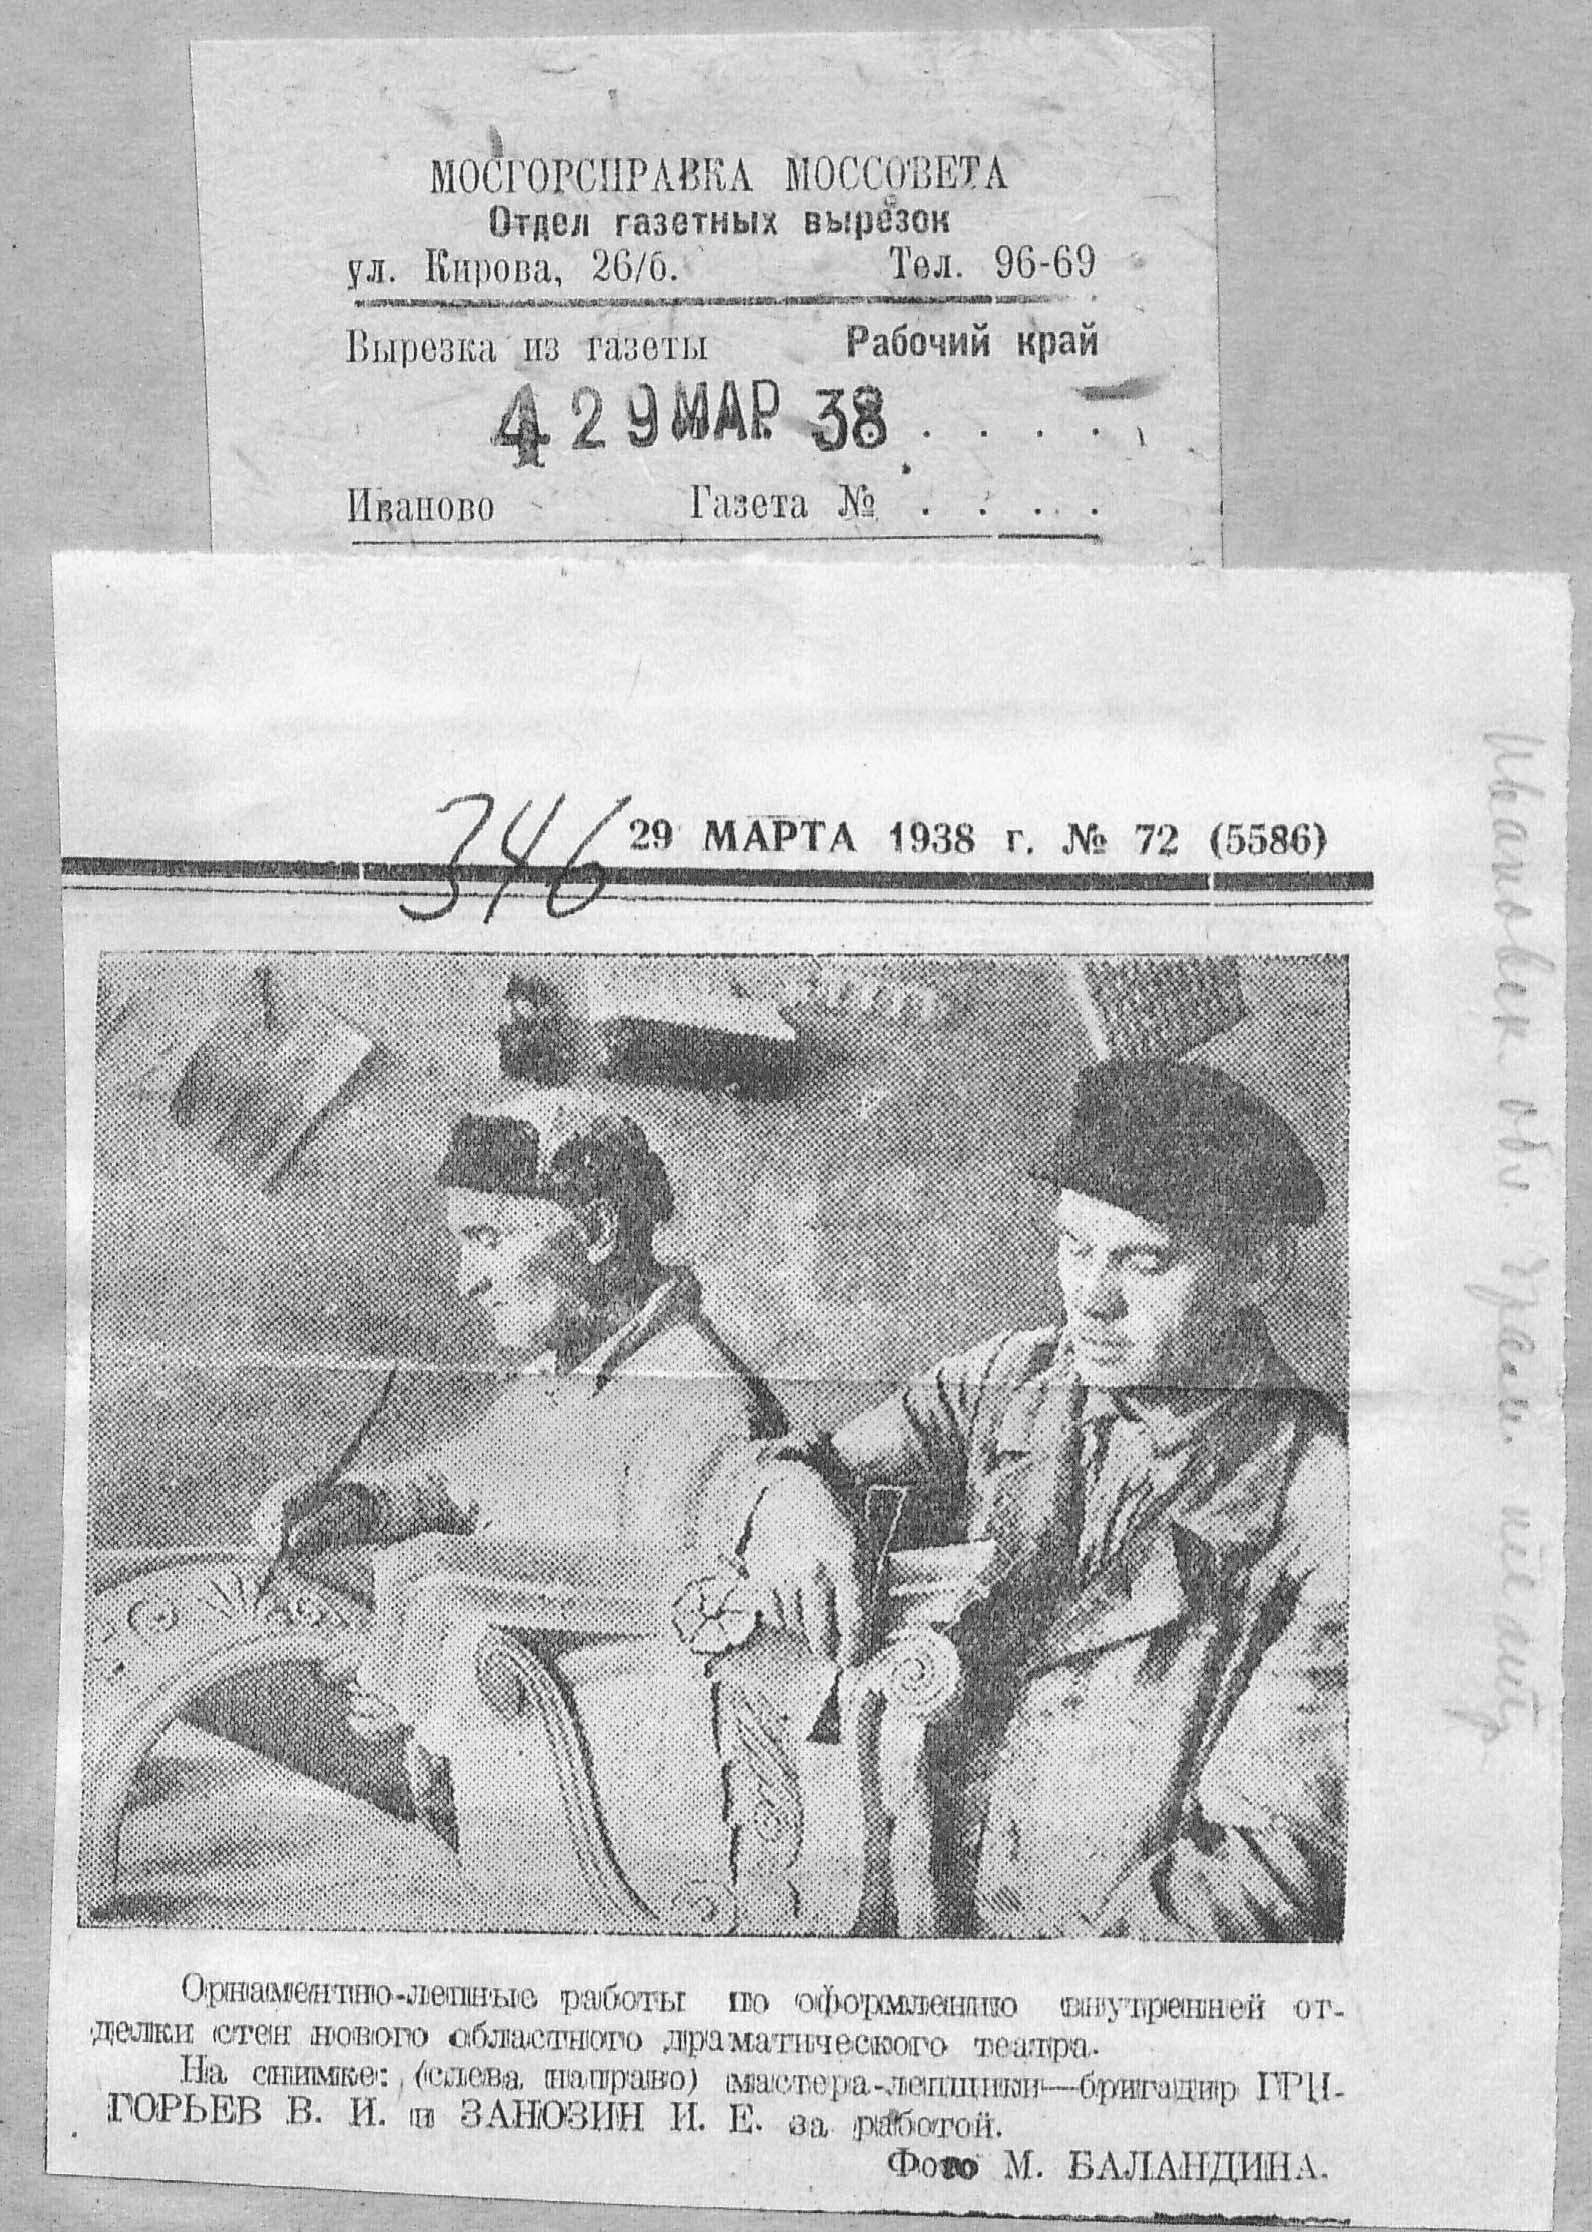 МОСГОРСПРАВКА МОССОВЕТА
Отдел газетных вырезок
ул. Кирова, 26/б. Тел. 96-69
Вырезка из газеты Рабочий край
4 29 МАР 38 . . . .
Иваново Газета № . . . .
346
29 МАРТА 1938 г. № 72 (5586)
Орнаментно-лепные работы по оформлению внутренней от-
делки стен нового областного драматического театра.
На снимке: (слева направо) мастера-лепщики—бригадир ГРИ-
ГОРЬЕВ В. И. и ЗАНОЗИН И. Е. за работой.
Фото М. БАЛАНДИНА.
Ивановск. обл.